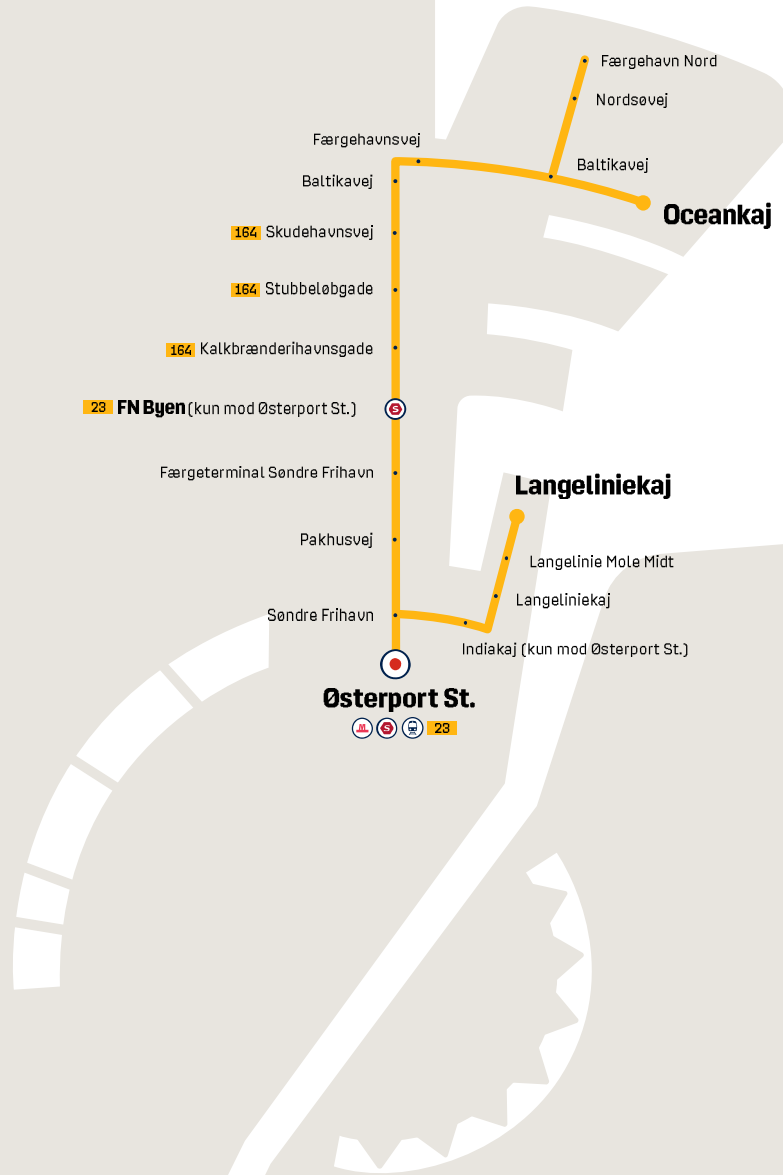 Færgehavn Nord
Nordsøvej
Færgehavnsvej
Baltikavej
Baltikavej
Oceankaj
164 Skudehavnsvej
164 Stubbeløbgade
164 Kalkbrænderihavnsgade
23 FN Byen (kun mod Østerport St.)
S
Færgeterminal Søndre Frihavn
Langeliniekaj
Pakhusvej
Langelinie Mole Midt
Langeliniekaj
Søndre Frihavn
Indiakaj (kun mod Østerport St.)
Østerport St.
M S 23